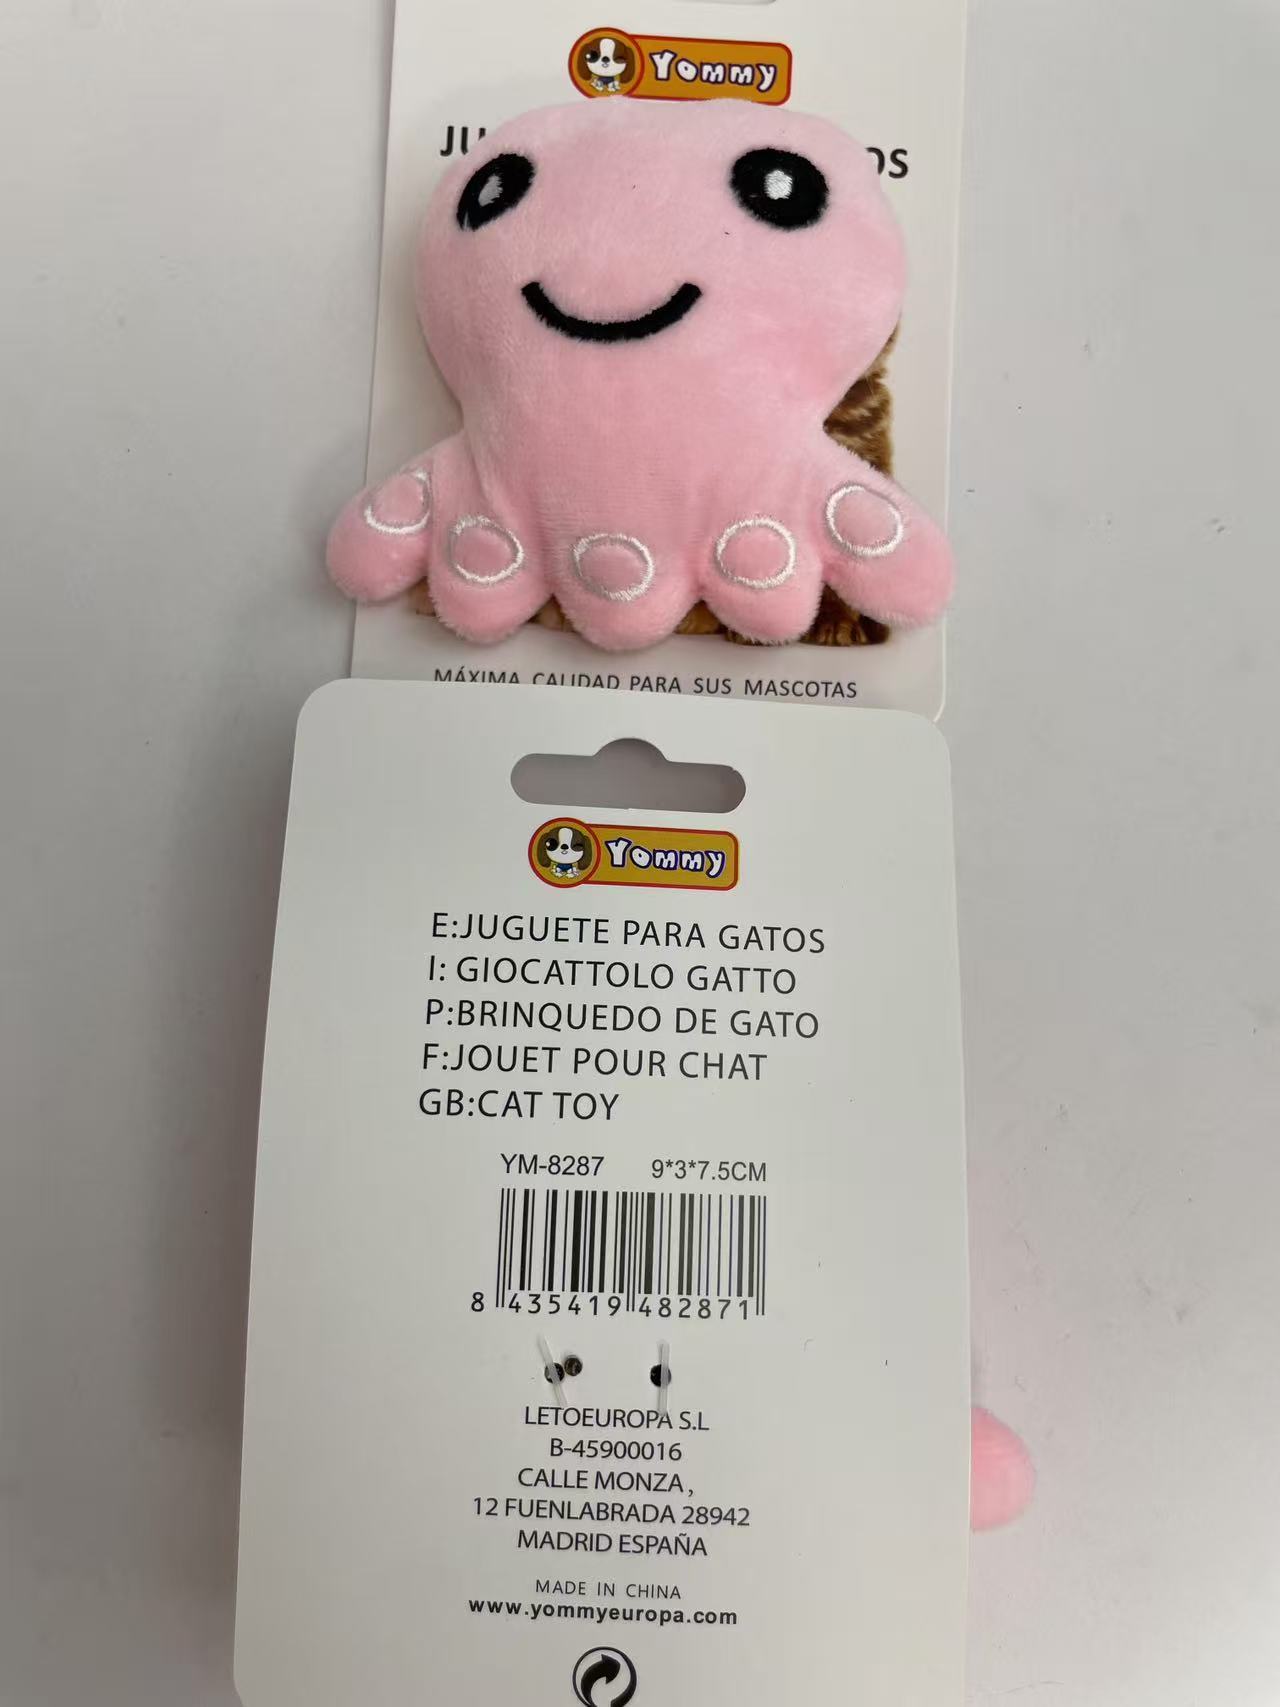 Yommy
MÁXIMA CALIDAD PARA SUS MASCOTAS
Yommy
E:JUGUETE PARA GATOS
I: GIOCATTOLO GATTO
P:BRINQUEDO DE GATO
F:JOUET POUR CHAT
GB:CAT TOY
YM-8287 9*3*7.5CM
8 435419 482871
LETOEUROPA S.L
B-45900016
CALLE MONZA,
12 FUENLABRADA 28942
MADRID ESPAÑA
MADE IN CHINA
www.yommyeuropa.com